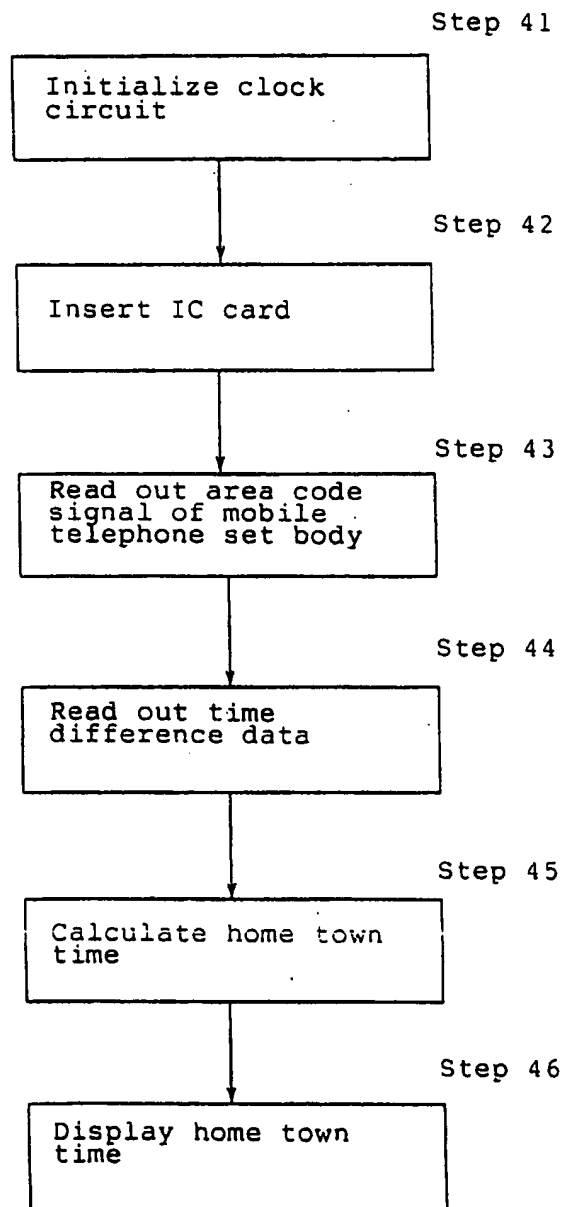 Step 41
Initialize clock
circuit
Step 42
Insert IC card
Step 43
Read out area code
signal of mobile
telephone set body
Step 44
Read out time
difference data
Step 45
Calculate home town
time
Step 46
Display home town
time